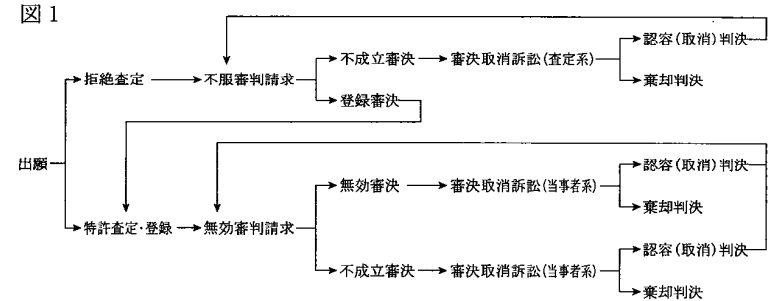 図1
認容(取消)判決
不成立審決
審決取消訴訟(査定系)
拒絶査定
不服審判請求
棄却判決
登録審決
出願
認容(取消)判決
無効審決
審決取消訴訟(当事者系)
棄却判決
特許査定・登録
無効審判請求
認容(取消)判決
不成立審決
審決取消訴訟(当事者系)
棄却判決